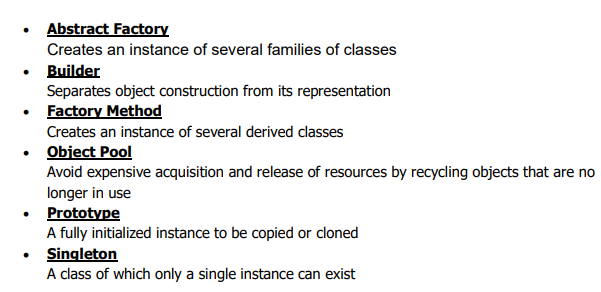 • Abstract Factory
Creates an instance of several families of classes
• Builder
Separates object construction from its representation
• Factory Method
Creates an instance of several derived classes
• Object Pool
Avoid expensive acquisition and release of resources by recycling objects that are no
longer in use
• Prototype
A fully initialized instance to be copied or cloned
• Singleton
A class of which only a single instance can exist